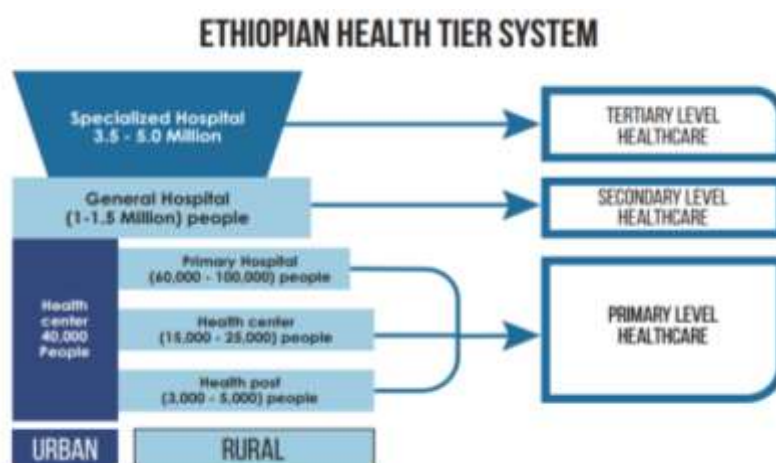 ETHIOPIAN HEALTH TIER SYSTEM
Specialized Hospital
3.5 - 5.0 Million
TERTIARY LEVEL
HEALTHCARE
General Hospital
(1-1.5 Million) people
SECONDARY LEVEL
HEALTHCARE
Health
center
40,000
People
Primary Hospital
(60,000 - 100,000) people
Health center
(15,000 - 25,000) people
Health post
(3,000 - 5,000) people
PRIMARY LEVEL
HEALTHCARE
URBAN
RURAL